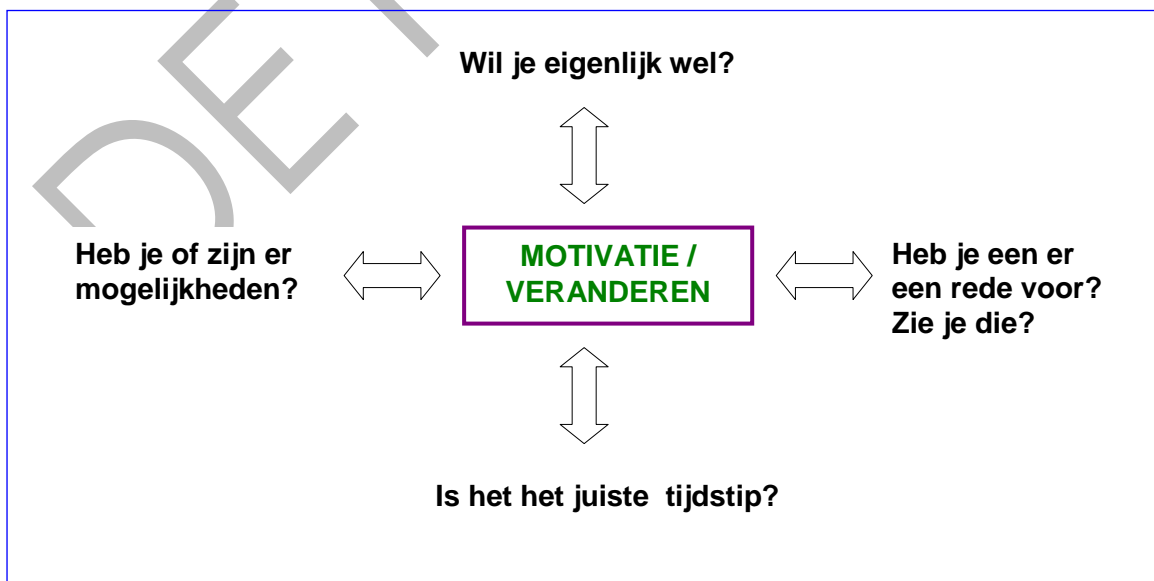 Wil je eigenlijk wel?
Heb je of zijn er
mogelijkheden?
MOTIVATIE /
VERANDEREN
Heb je een er
een rede voor?
Zie je die?
Is het het juiste tijdstip?